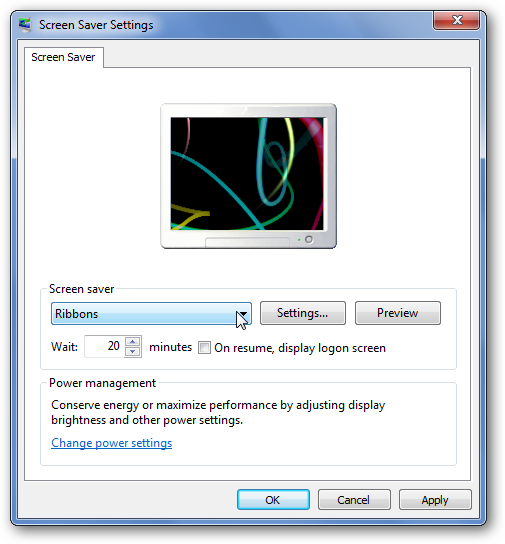 Screen Saver Settings
Screen Saver
Screen saver
Ribbons
Settings...
Preview
Wait: 20 minutes
On resume, display logon screen
Power management
Conserve energy or maximize performance by adjusting display
brightness and other power settings.
Change power settings
OK
Cancel
Apply